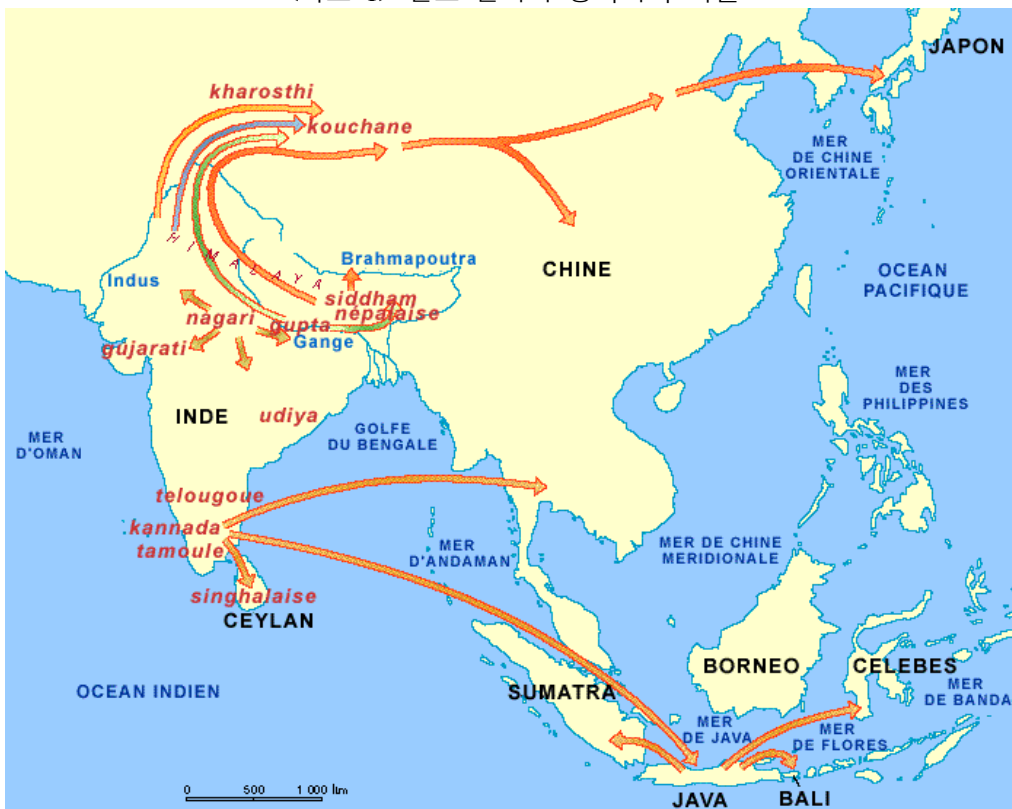 JAPON
kharosthi
kouchane
MER
DE CHINE
ORIENTALE
HIMALAYA
Brahmapoutra
CHINE
OCEAN
PACIFIQUE
Indus
siddham
népalaise
nagari
gupta
Gange
gujarati
MER
DES
PHILIPPINES
INDE
udiya
GOLFE
DU BENGALE
MER
D'OMAN
telougoue
kannada
tamoule
MER
D'ANDAMAN
MER DE CHINE
MERIDIONALE
singhalaise
CEYLAN
BORNEO
CELEBES
OCEAN INDIEN
SUMATRA
MER
DE BANDA
MER
DE JAVA
MER
DE FLORES
0 500 1 000 km
JAVA
BALI